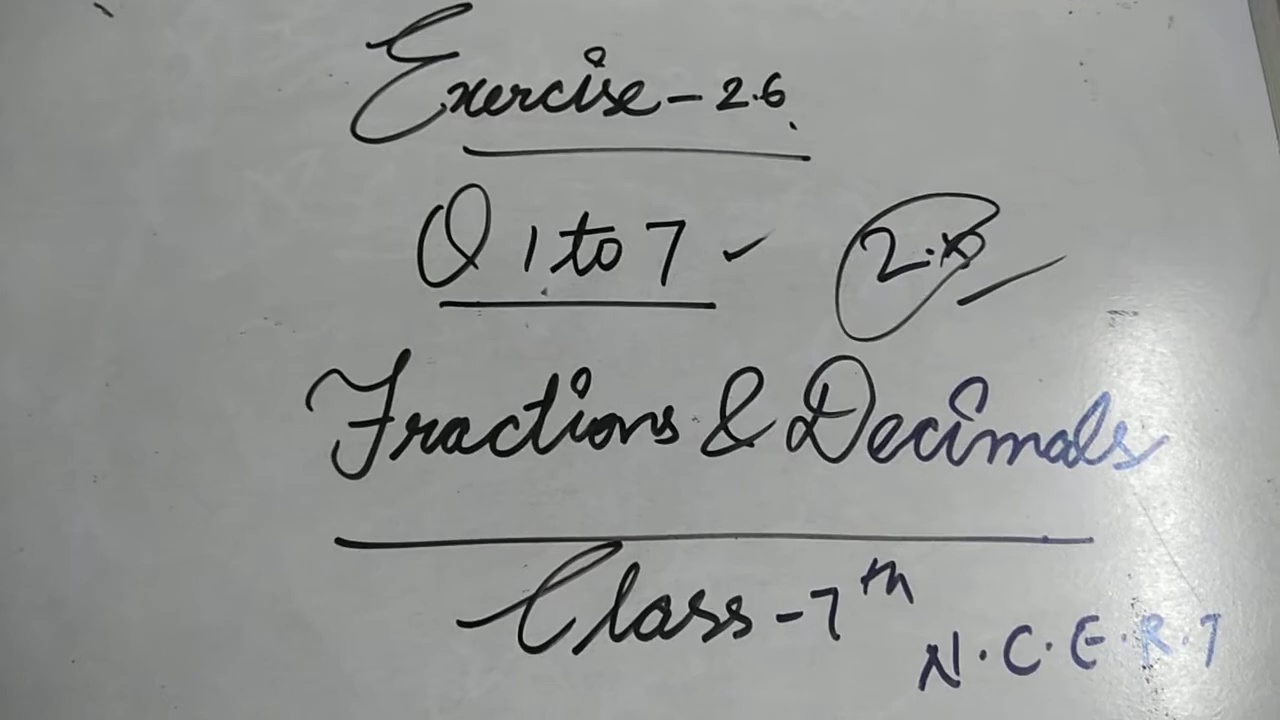 Exercise - 2.6.
Q 1 to 7
Fractions & Decimals
Class - 7th
N.C.E.R.T